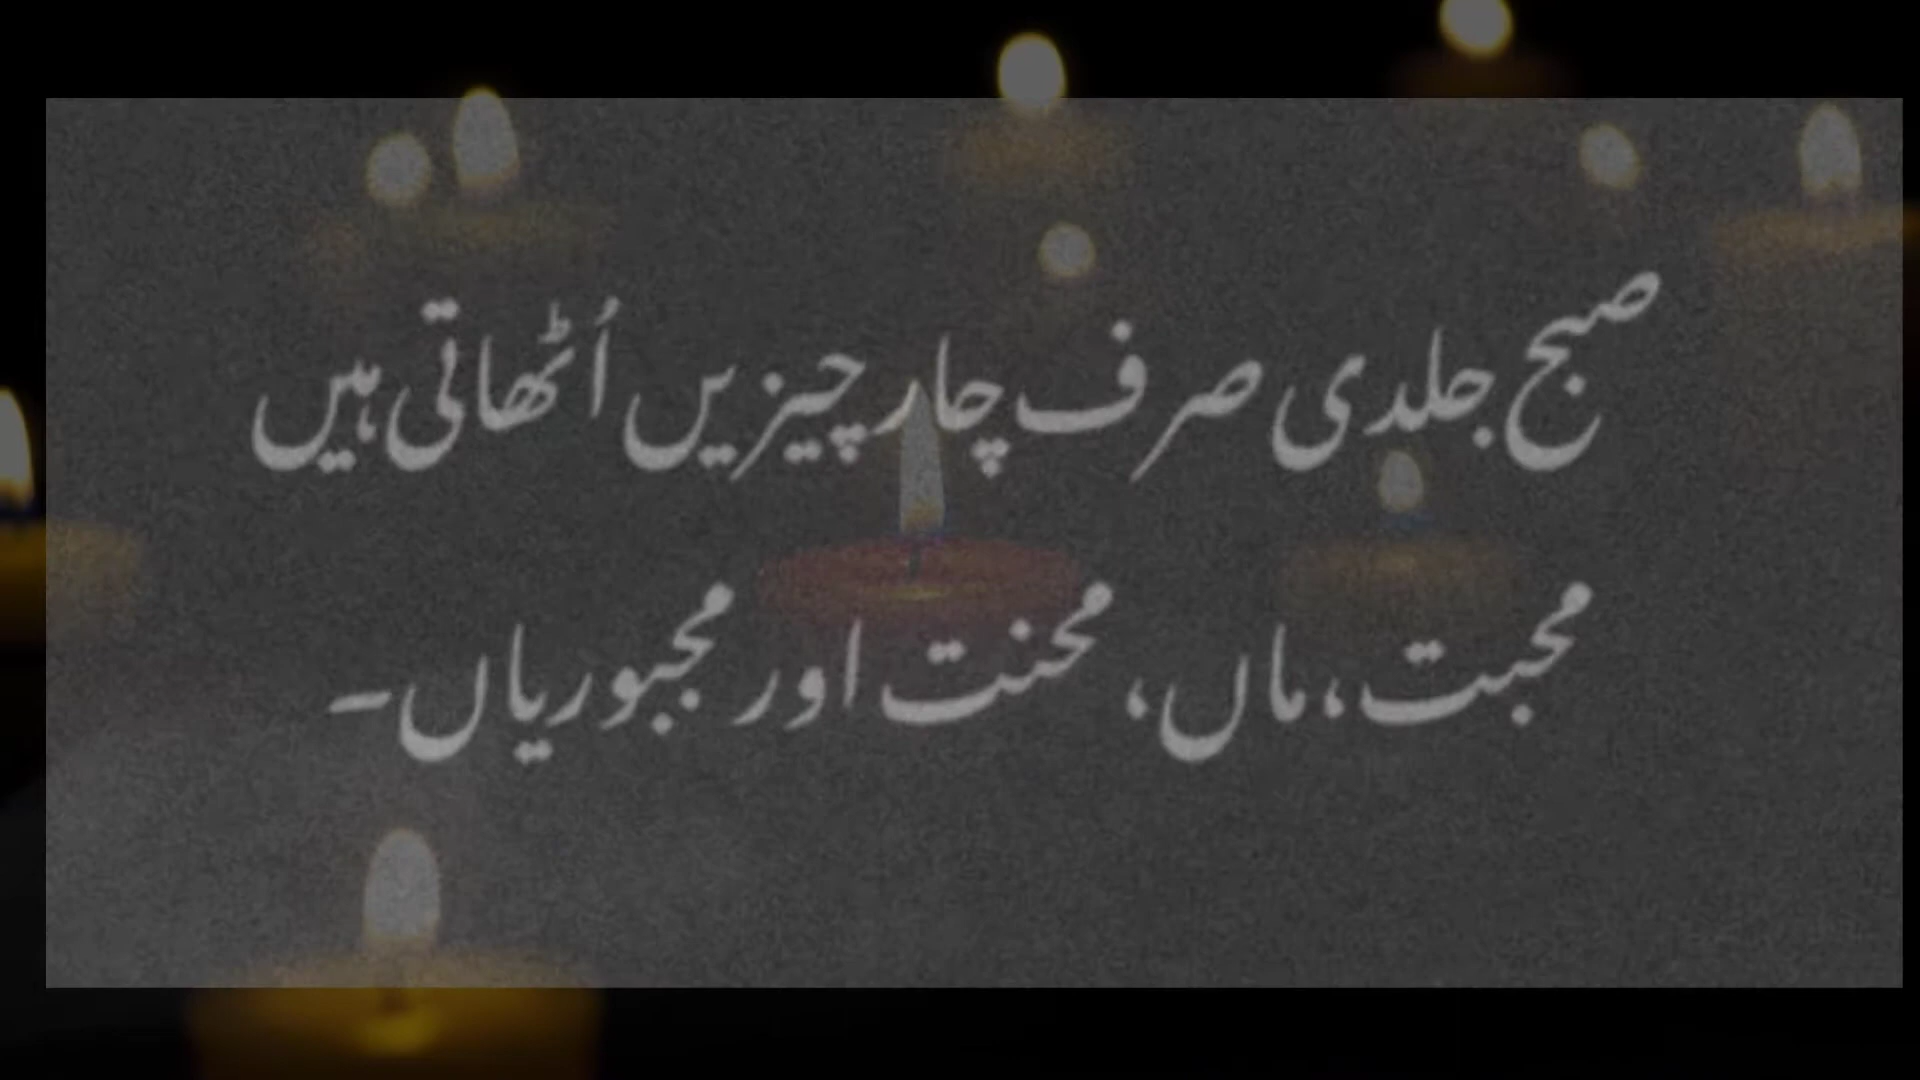 صبح جلدی صرف چار چیزیں اُٹھاتی ہیں
محبت، ماں، محنت اور مجبوریاں۔